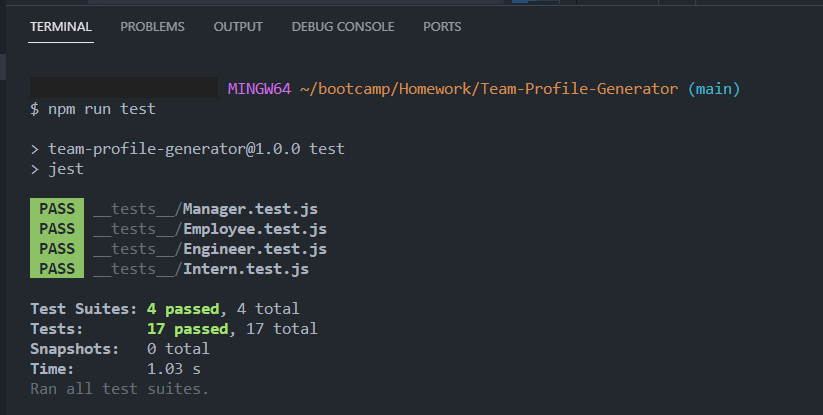 TERMINAL PROBLEMS OUTPUT DEBUG CONSOLE PORTS
MINGW64 ~/bootcamp/Homework/Team-Profile-Generator (main)
$ npm run test
> team-profile-generator@1.0.0 test
> jest
PASS __tests__/Manager.test.js
PASS __tests__/Employee.test.js
PASS __tests__/Engineer.test.js
PASS __tests__/Intern.test.js
Test Suites: 4 passed, 4 total
Tests: 17 passed, 17 total
Snapshots: 0 total
Time: 1.03 s
Ran all test suites.